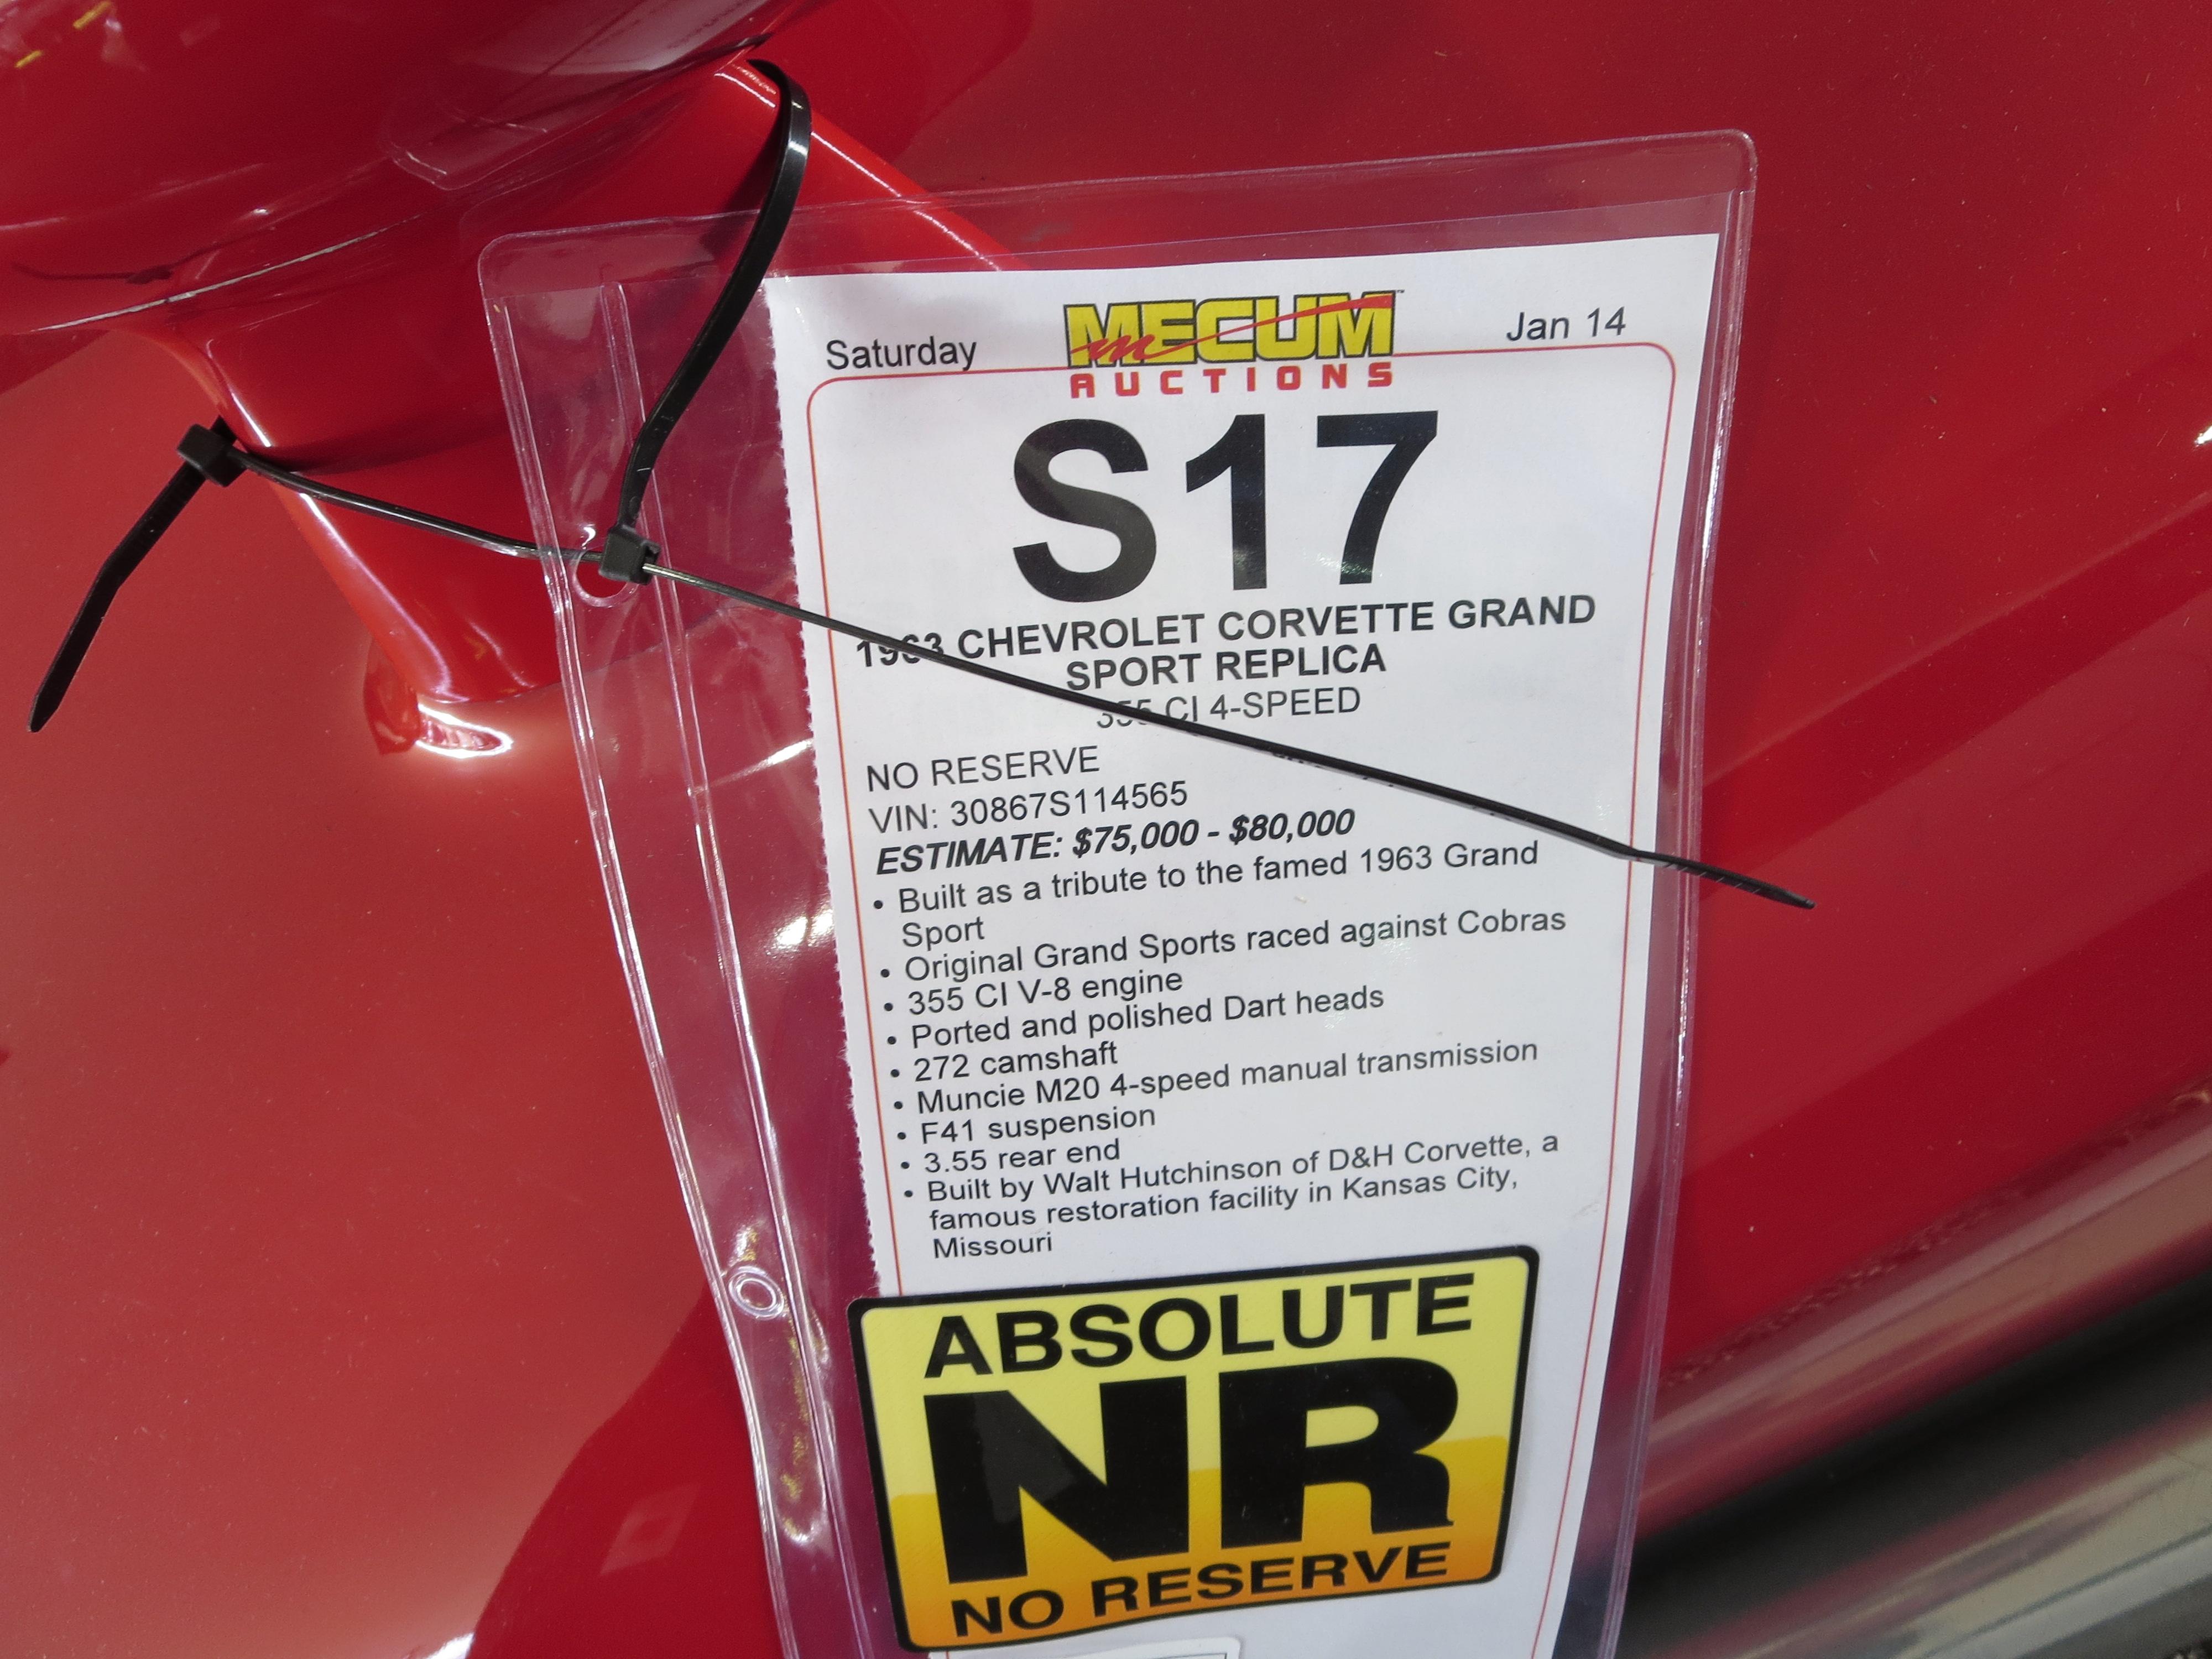 Saturday
MECUM
AUCTIONS
Jan 14
S17
1963 CHEVROLET CORVETTE GRAND
SPORT REPLICA
355 CI 4-SPEED
NO RESERVE
VIN: 30867S114565
ESTIMATE: $75,000 - $80,000
• Built as a tribute to the famed 1963 Grand
Sport
• Original Grand Sports raced against Cobras
• 355 CI V-8 engine
• Ported and polished Dart heads
• 272 camshaft
• Muncie M20 4-speed manual transmission
• F41 suspension
• 3.55 rear end
• Built by Walt Hutchinson of D&H Corvette, a
famous restoration facility in Kansas City,
Missouri
ABSOLUTE
NR
NO RESERVE